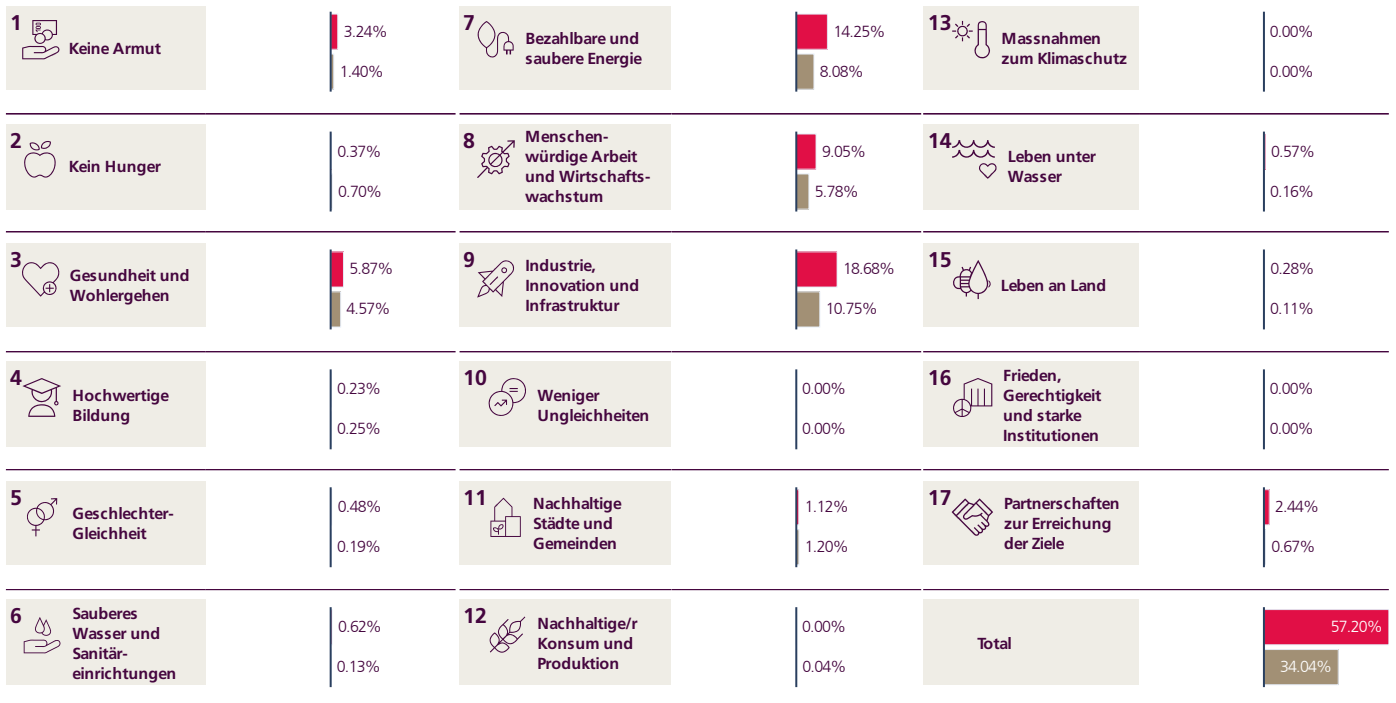 1
Keine Armut
3.24%
1.40%
2
Kein Hunger
0.37%
0.70%
3
Gesundheit und
Wohlergehen
5.87%
4.57%
4
Hochwertige
Bildung
0.23%
0.25%
5
Geschlechter-
Gleichheit
0.48%
0.19%
6
Sauberes
Wasser und
Sanitär-
einrichtungen
0.62%
0.13%
7
Bezahlbare und
saubere Energie
14.25%
8.08%
8
Menschen-
würdige Arbeit
und Wirtschafts-
wachstum
9.05%
5.78%
9
Industrie,
Innovation und
Infrastruktur
18.68%
10.75%
10
Weniger
Ungleichheiten
0.00%
0.00%
11
Nachhaltige
Städte und
Gemeinden
1.12%
1.20%
12
Nachhaltige/r
Konsum und
Produktion
0.00%
0.04%
13
Massnahmen
zum Klimaschutz
0.00%
0.00%
14
Leben unter
Wasser
0.57%
0.16%
15
Leben an Land
0.28%
0.11%
16
Frieden,
Gerechtigkeit
und starke
Institutionen
0.00%
0.00%
17
Partnerschaften
zur Erreichung
der Ziele
2.44%
0.67%
Total
57.20%
34.04%